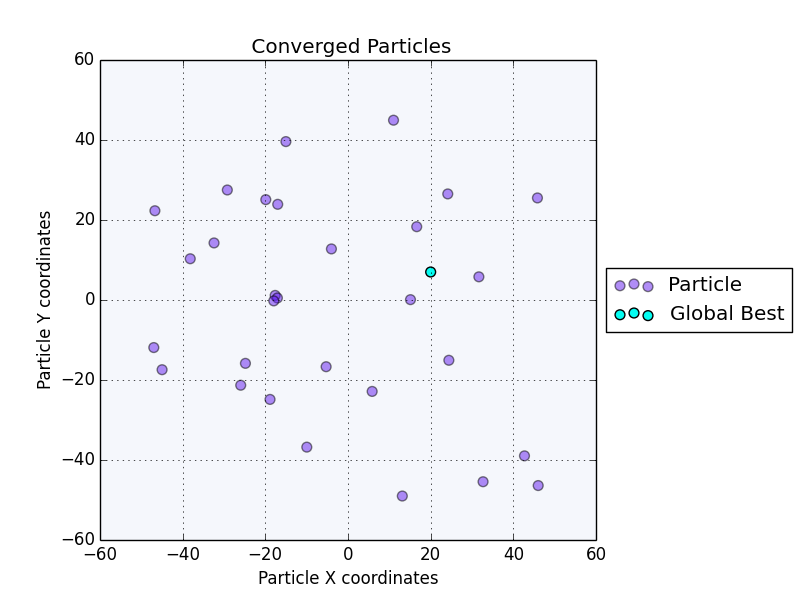 Converged Particles
60
40
20
0
−20
−40
−60
−60 −40 −20 0 20 40 60
Particle Y coordinates
Particle X coordinates
Particle
Global Best